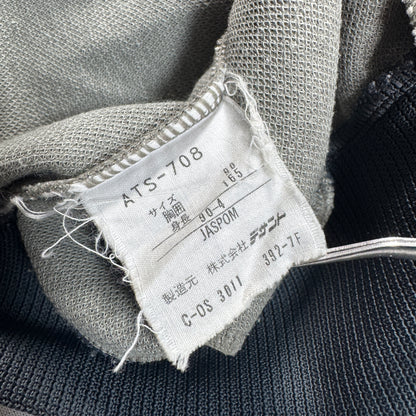 ATS-708
サイズ 90-4
胸囲 90
身長 165
JASPOM
製造元 株式会社デサント
C-OS 3011 392-7F